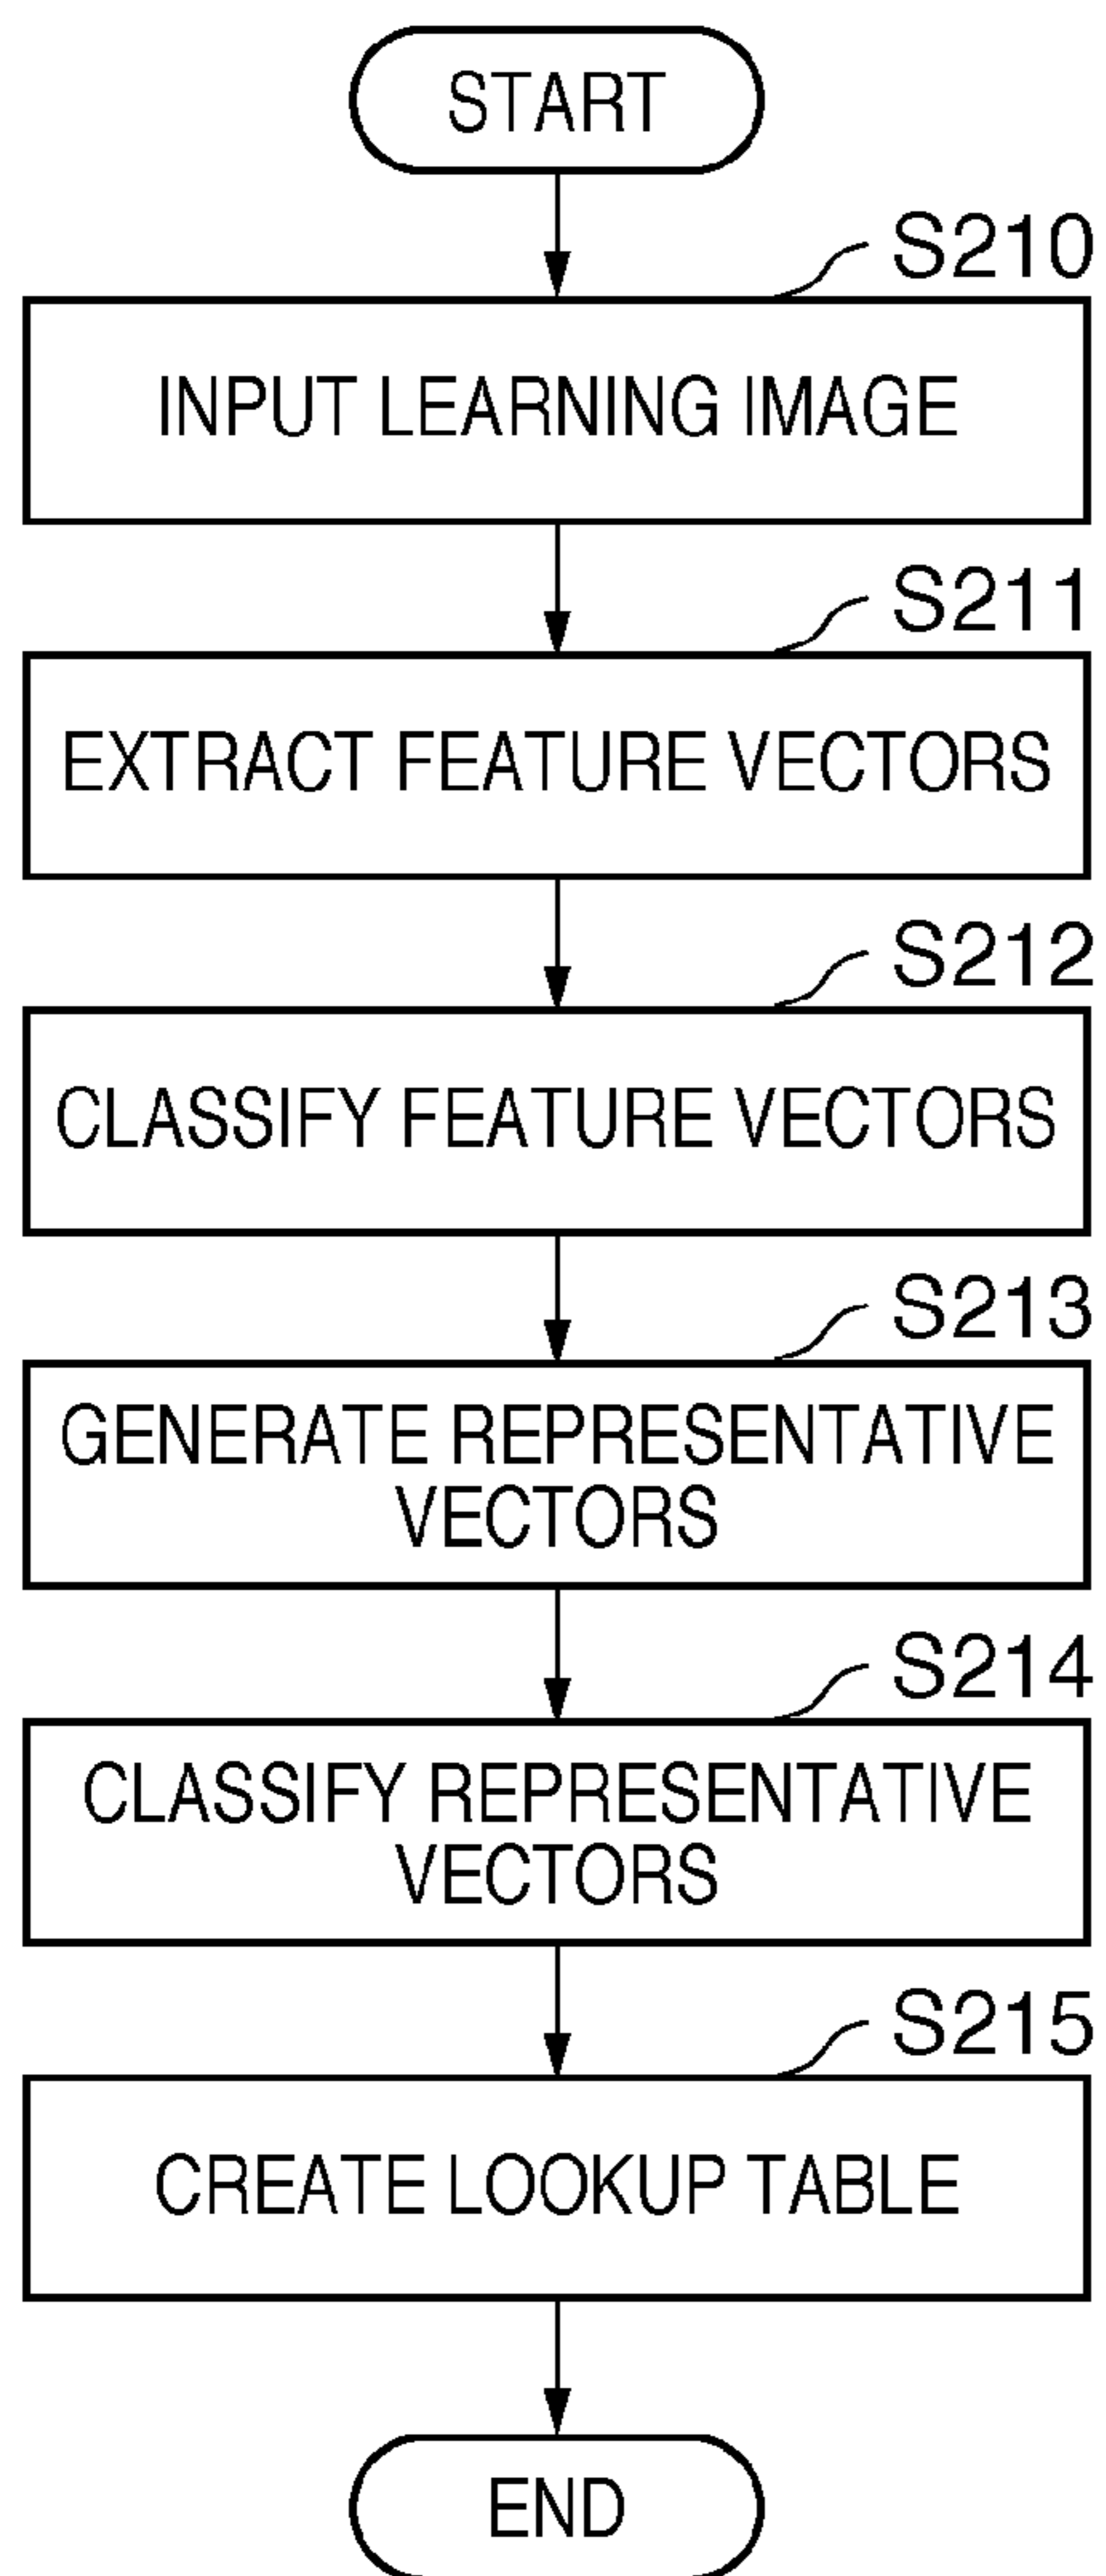 START
S210
INPUT LEARNING IMAGE
S211
EXTRACT FEATURE VECTORS
S212
CLASSIFY FEATURE VECTORS
S213
GENERATE REPRESENTATIVE
VECTORS
S214
CLASSIFY REPRESENTATIVE
VECTORS
S215
CREATE LOOKUP TABLE
END